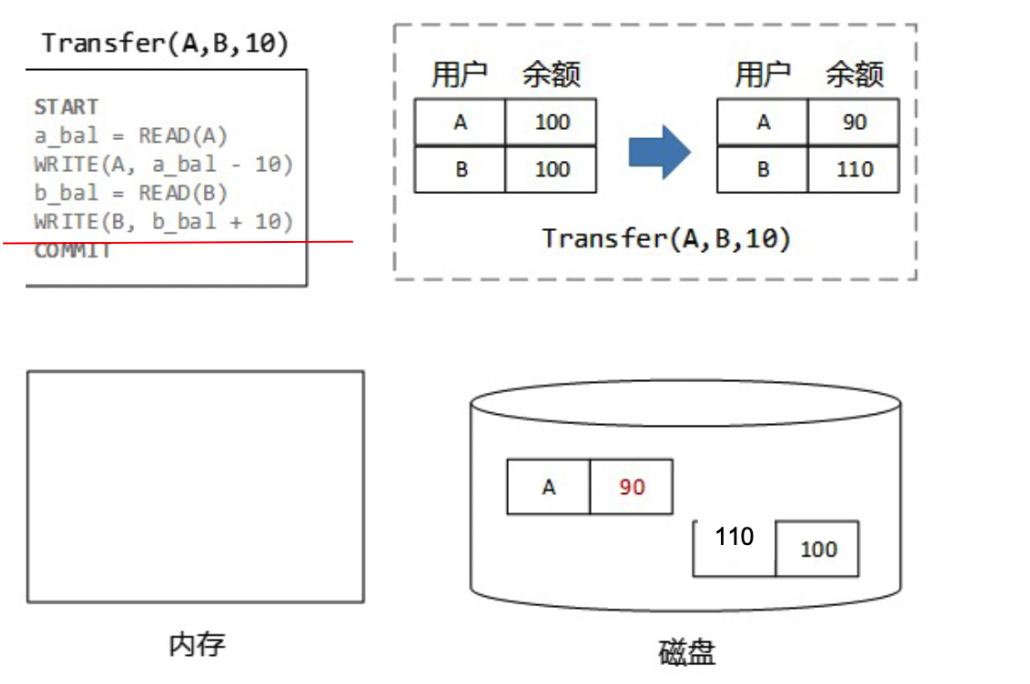 Transfer(A,B,10)
START
a_bal = READ(A)
WRITE(A, a_bal - 10)
b_bal = READ(B)
WRITE(B, b_bal + 10)
COMMIT
用户 余额
A 100
B 100
用户 余额
A 90
B 110
Transfer(A,B,10)
内存
A 90
110 100
磁盘